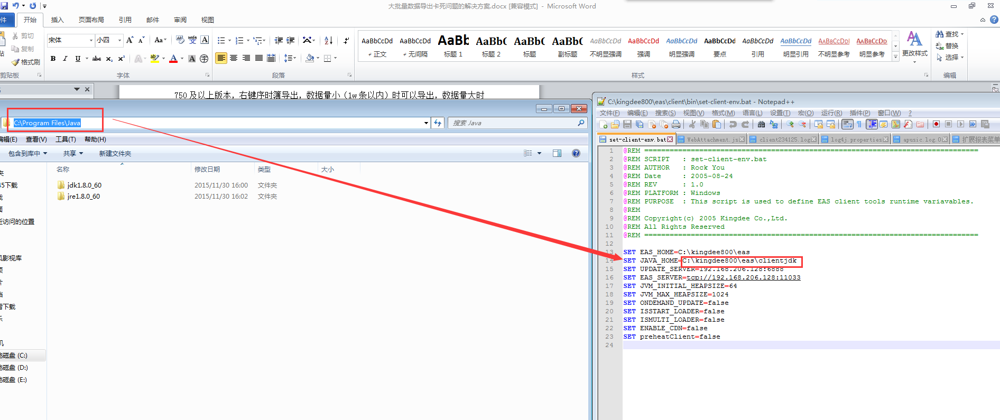 大批量数据导出卡死问题的解决方案.docx [兼容模式] - Microsoft Word
件 开始 插入 页面布局 引用 邮件 审阅 视图
剪切
复制
格式刷
剪贴板
宋体 小四
字体
段落
AaBbCcDd AaBbCcDd AaBb AaBbC AaBbC AaBbC AaBbCcDd AaBbCcDd AaBbCcDd AaBbCcDd AaBbCcDd AaBbCcDd AaBbCcDd AaBbCcDd
正文 无间隔 标题 1 标题 2 标题 副标题 不明显强调 强调 明显强调 要点 引用 明显引用 不明显参考 明显参考
更改样式
样式
查找
替换
选择
编辑
750 及以上版本，右键序时簿导出，数据量小（1w 条以内）时可以导出，数据量大时
C:\Program Files\Java
搜索 Java
编辑(E) 查看(V) 工具(T) 帮助(H)
包含到库中 共享 新建文件夹
名称 修改日期 类型 大小
jdk1.8.0_60 2015/11/30 16:00 文件夹
jre1.8.0_60 2015/11/30 16:02 文件夹
夹
45下载
面
近访问的位置
风影视库
频
片
档
雷下载
乐
机
地磁盘 (C:)
地磁盘 (D:)
地磁盘 (E:)
C:\kingdee800\eas\client\bin\set-client-env.bat - Notepad++
文件(F) 编辑(E) 搜索(S) 视图(V) 格式(M) 语言(L) 设置(T) 宏(O) 运行(R) 插件(P) 窗口(W) ?
set-client-env.bat WebAttachment.js client234125.log log4j.properties apusic.log.0 扩展报表菜单
1 @REM ===============================================================================
2 @REM SCRIPT : set-client-env.bat
3 @REM AUTHOR : Rock You
4 @REM Date : 2005-08-24
5 @REM REV : 1.0
6 @REM PLATFORM : Windows
7 @REM PURPOSE : This script is used to define EAS client tools runtime variavables.
8 @REM
9 @REM Copyright(c) 2005 Kingdee Co.,Ltd.
10 @REM All Rights Reserved
11 @REM ===============================================================================
12
13 SET EAS_HOME=C:\kingdee800\eas
14 SET JAVA_HOME=C:\kingdee800\eas\clientjdk
15 SET UPDATE_SERVER=192.168.206.128:6888
16 SET EAS_SERVER=tcp://192.168.206.128:11033
17 SET JVM_INITIAL_HEAPSIZE=64
18 SET JVM_MAX_HEAPSIZE=1024
19 SET ONDEMAND_UPDATE=false
20 SET ISSTART_LOADER=false
21 SET ISMULTI_LOADER=false
22 SET ENABLE_CDN=false
23 SET preheatClient=false
24